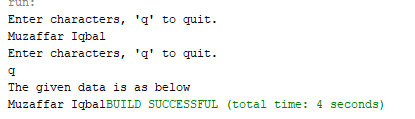 run:
Enter characters, 'q' to quit.
Muzaffar Iqbal
Enter characters, 'q' to quit.
q
The given data is as below
Muzaffar IqbalBUILD SUCCESSFUL (total time: 4 seconds)